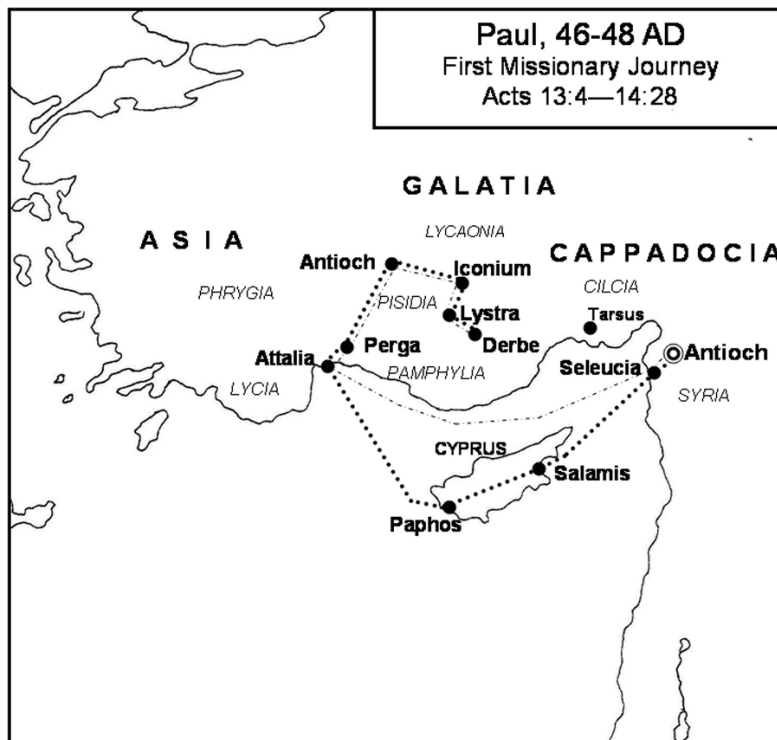 Paul, 46-48 AD
First Missionary Journey
Acts 13:4—14:28
GALATIA
ASIA
LYCAONIA
CAPPADOCIA
Antioch
Iconium
PHRYGIA
PISIDIA
CILCIA
Lystra
Tarsus
Perga
Derbe
Antioch
Attalia
PAMPHYLIA
Seleucia
LYCIA
SYRIA
CYPRUS
Salamis
Paphos